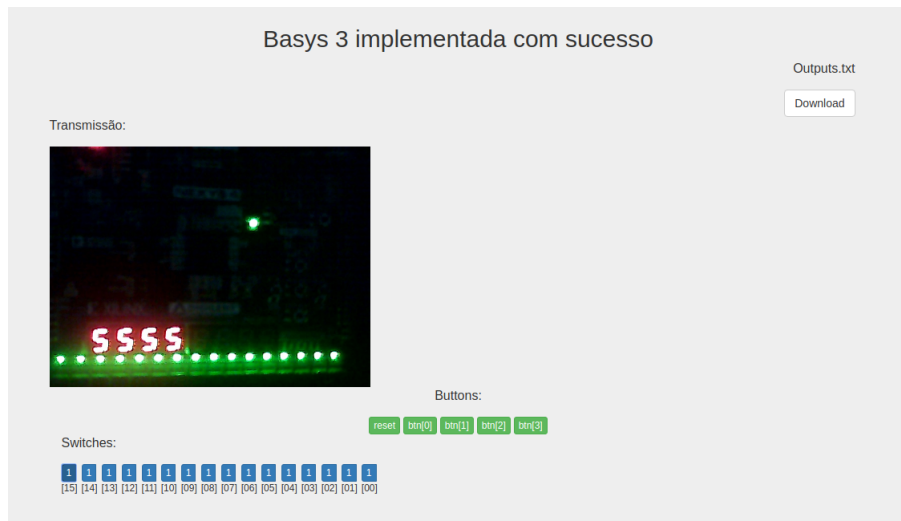 Basys 3 implementada com sucesso
Outputs.txt
Download
Transmissão:
5555
Buttons:
reset btn[0] btn[1] btn[2] btn[3]
Switches:
1 1 1 1 1 1 1 1 1 1 1 1 1 1 1 1
[15] [14] [13] [12] [11] [10] [09] [08] [07] [06] [05] [04] [03] [02] [01] [00]